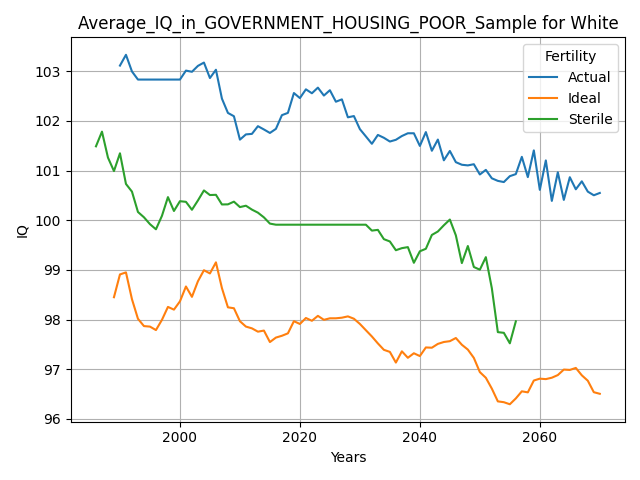 Average_IQ_in_GOVERNMENT_HOUSING_POOR_Sample for White
Fertility
Actual
Ideal
Sterile
103
102
101
100
99
98
97
96
IQ
2000 2020 2040 2060
Years